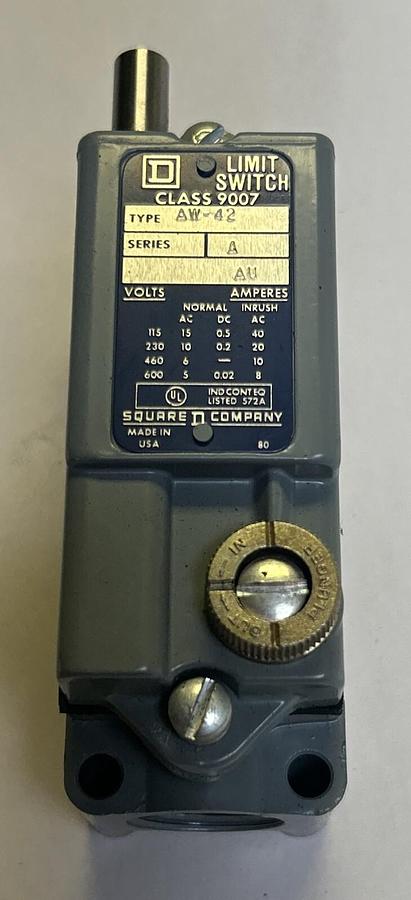 D LIMIT
SWITCH
CLASS 9007
TYPE AW-42
SERIES A
AU
VOLTS AMPERES
NORMAL INRUSH
AC DC AC
115 15 0.5 40
230 10 0.2 20
460 6 — 10
600 5 0.02 8
UL IND CONT EQ
LISTED 572A
SQUARE D COMPANY
MADE IN
USA 80
IN
PLUNGER
OUT